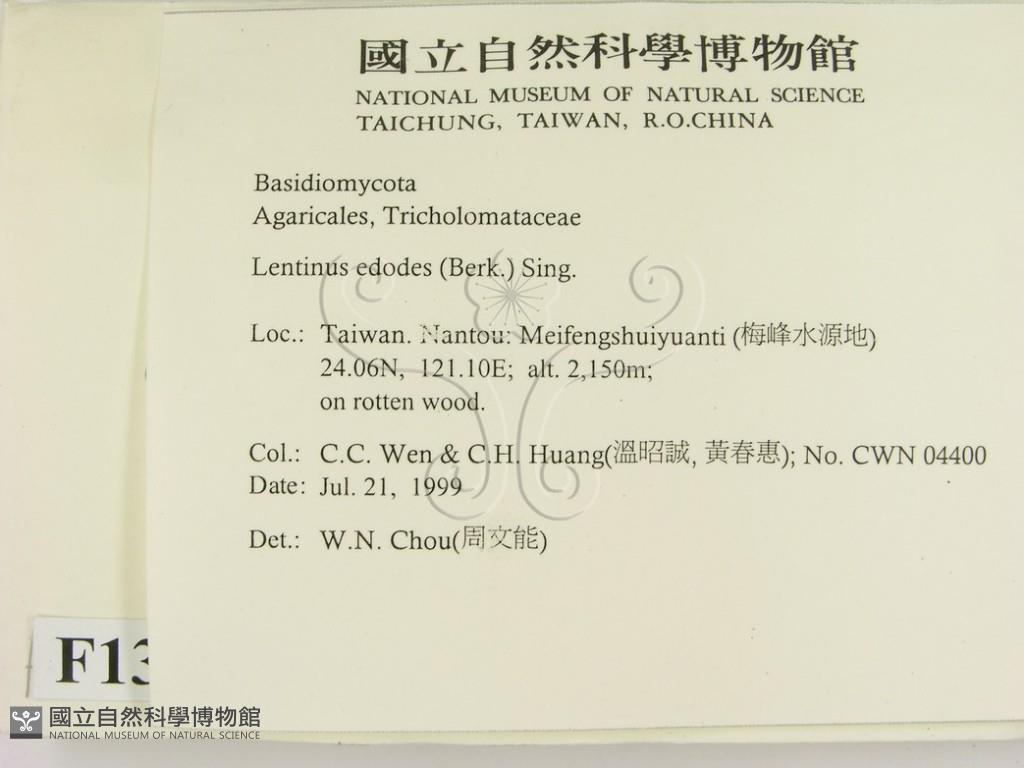 國立自然科學博物館
NATIONAL MUSEUM OF NATURAL SCIENCE
TAICHUNG, TAIWAN, R.O.CHINA
Basidiomycota
Agaricales, Tricholomataceae
Lentinus edodes (Berk.) Sing.
Loc.: Taiwan. Nantou: Meifengshuiyuanti (梅峰水源地)
24.06N, 121.10E; alt. 2,150m;
on rotten wood.
Col.: C.C. Wen & C.H. Huang(溫昭誠, 黃春惠); No. CWN 04400
Date: Jul. 21, 1999
Det.: W.N. Chou(周文能)
F13
國立自然科學博物館
NATIONAL MUSEUM OF NATURAL SCIENCE